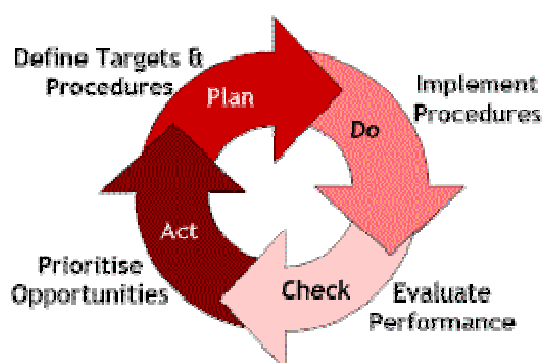 Define Targets &
Procedures
Plan
Do
Implement
Procedures
Act
Prioritise
Opportunities
Check
Evaluate
Performance